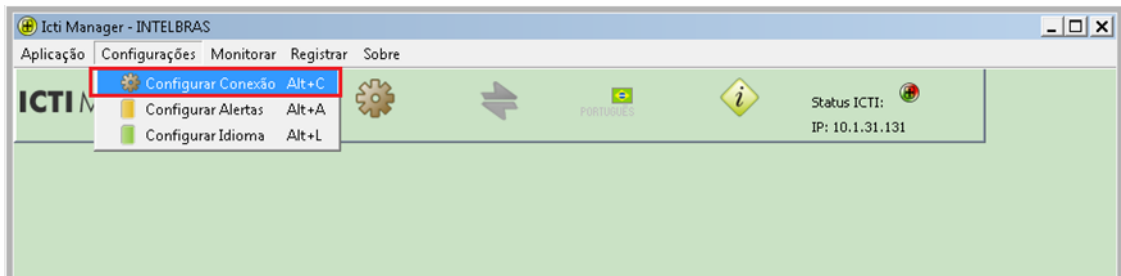 Icti Manager - INTELBRAS
Aplicação Configurações Monitorar Registrar Sobre
Configurar Conexão Alt+C
ICTI M
Configurar Alertas Alt+A
Configurar Idioma Alt+L
PORTUGUÊS
i
Status ICTI:
IP: 10.1.31.131